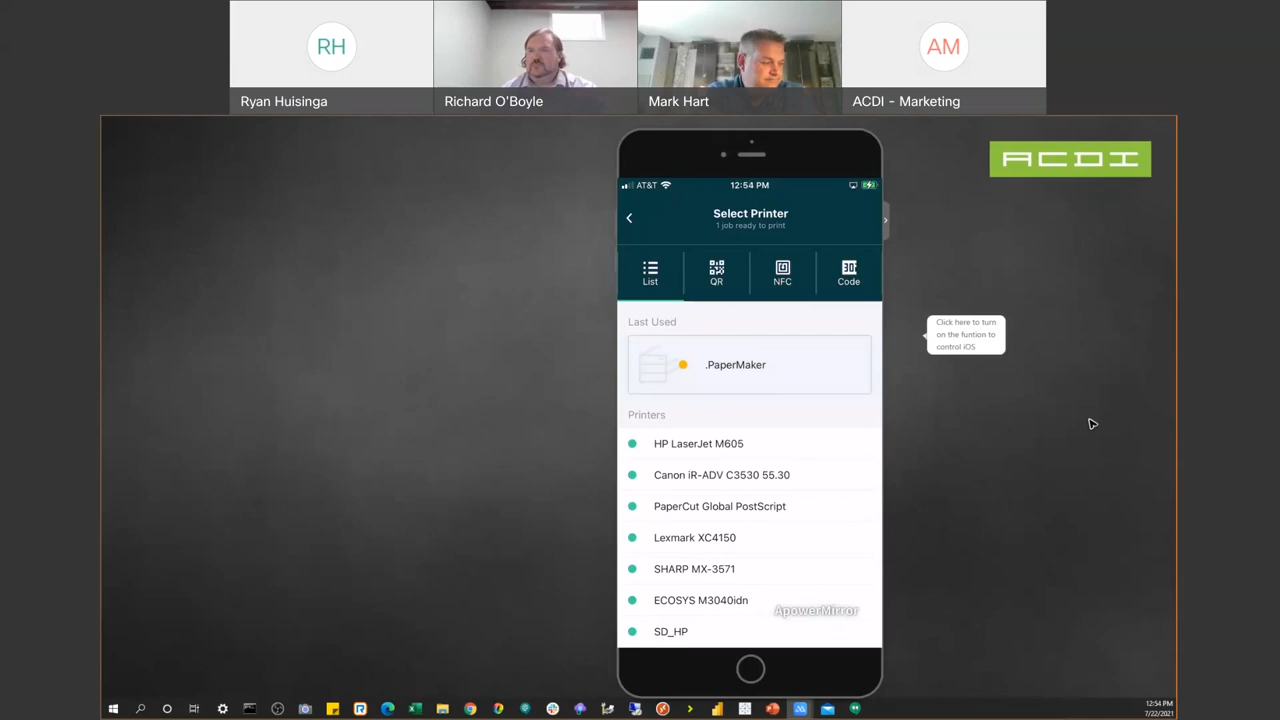 RH
AM
Ryan Huisinga
Richard O'Boyle
Mark Hart
ACDI - Marketing
ACDI
AT&T
12:54 PM
Select Printer
1 job ready to print
List
QR
NFC
Code
Last Used
.PaperMaker
Printers
HP LaserJet M605
Canon iR-ADV C3530 55.30
PaperCut Global PostScript
Lexmark XC4150
SHARP MX-3571
ECOSYS M3040idn
SD_HP
ApowerMirror
Click here to turn
on the funtion to
control iOS
12:54 PM
7/22/2021